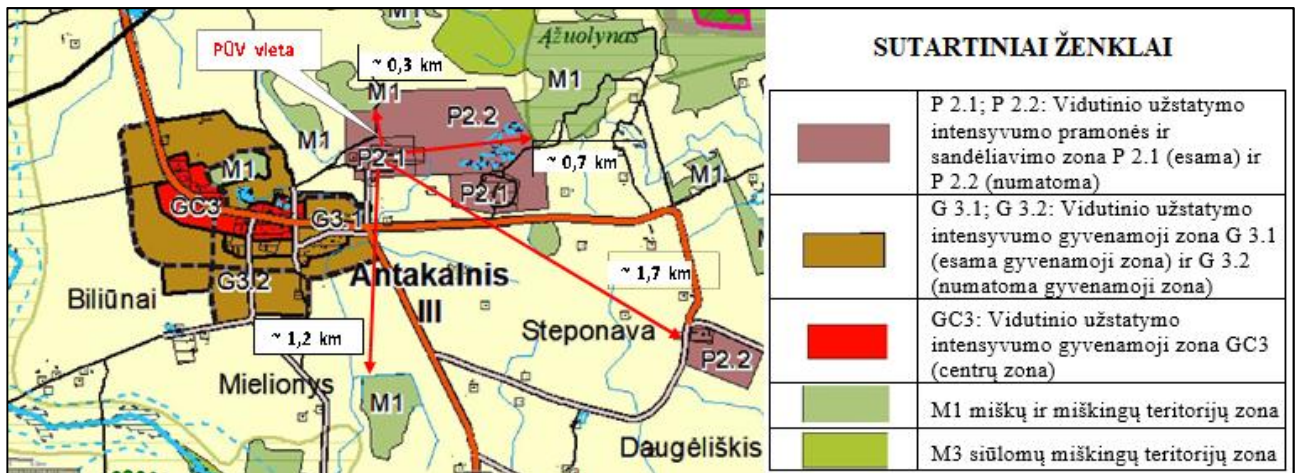 PŪV vieta
~ 0,3 km
Ąžuolynas
M1
M1
M1
P2.2
M1
P2.1
~ 0,7 km
M1
P2.1
M1
GC3
G3.1
Antakalnis
III
G3.2
Biliūnai
~ 1,7 km
Steponava
~ 1,2 km
P2.2
Mielionys
M1
Daugėliškis
SUTARTINIAI ŽENKLAI
P 2.1; P 2.2: Vidutinio užstatymo
intensyvumo pramonės ir
sandėliavimo zona P 2.1 (esama) ir
P 2.2 (numatoma)
G 3.1; G 3.2: Vidutinio užstatymo
intensyvumo gyvenamoji zona G 3.1
(esama gyvenamoji zona) ir G 3.2
(numatoma gyvenamoji zona)
GC3: Vidutinio užstatymo
intensyvumo gyvenamoji zona GC3
(centrų zona)
M1 miškų ir miškingų teritorijų zona
M3 siūlomų miškingų teritorijų zona